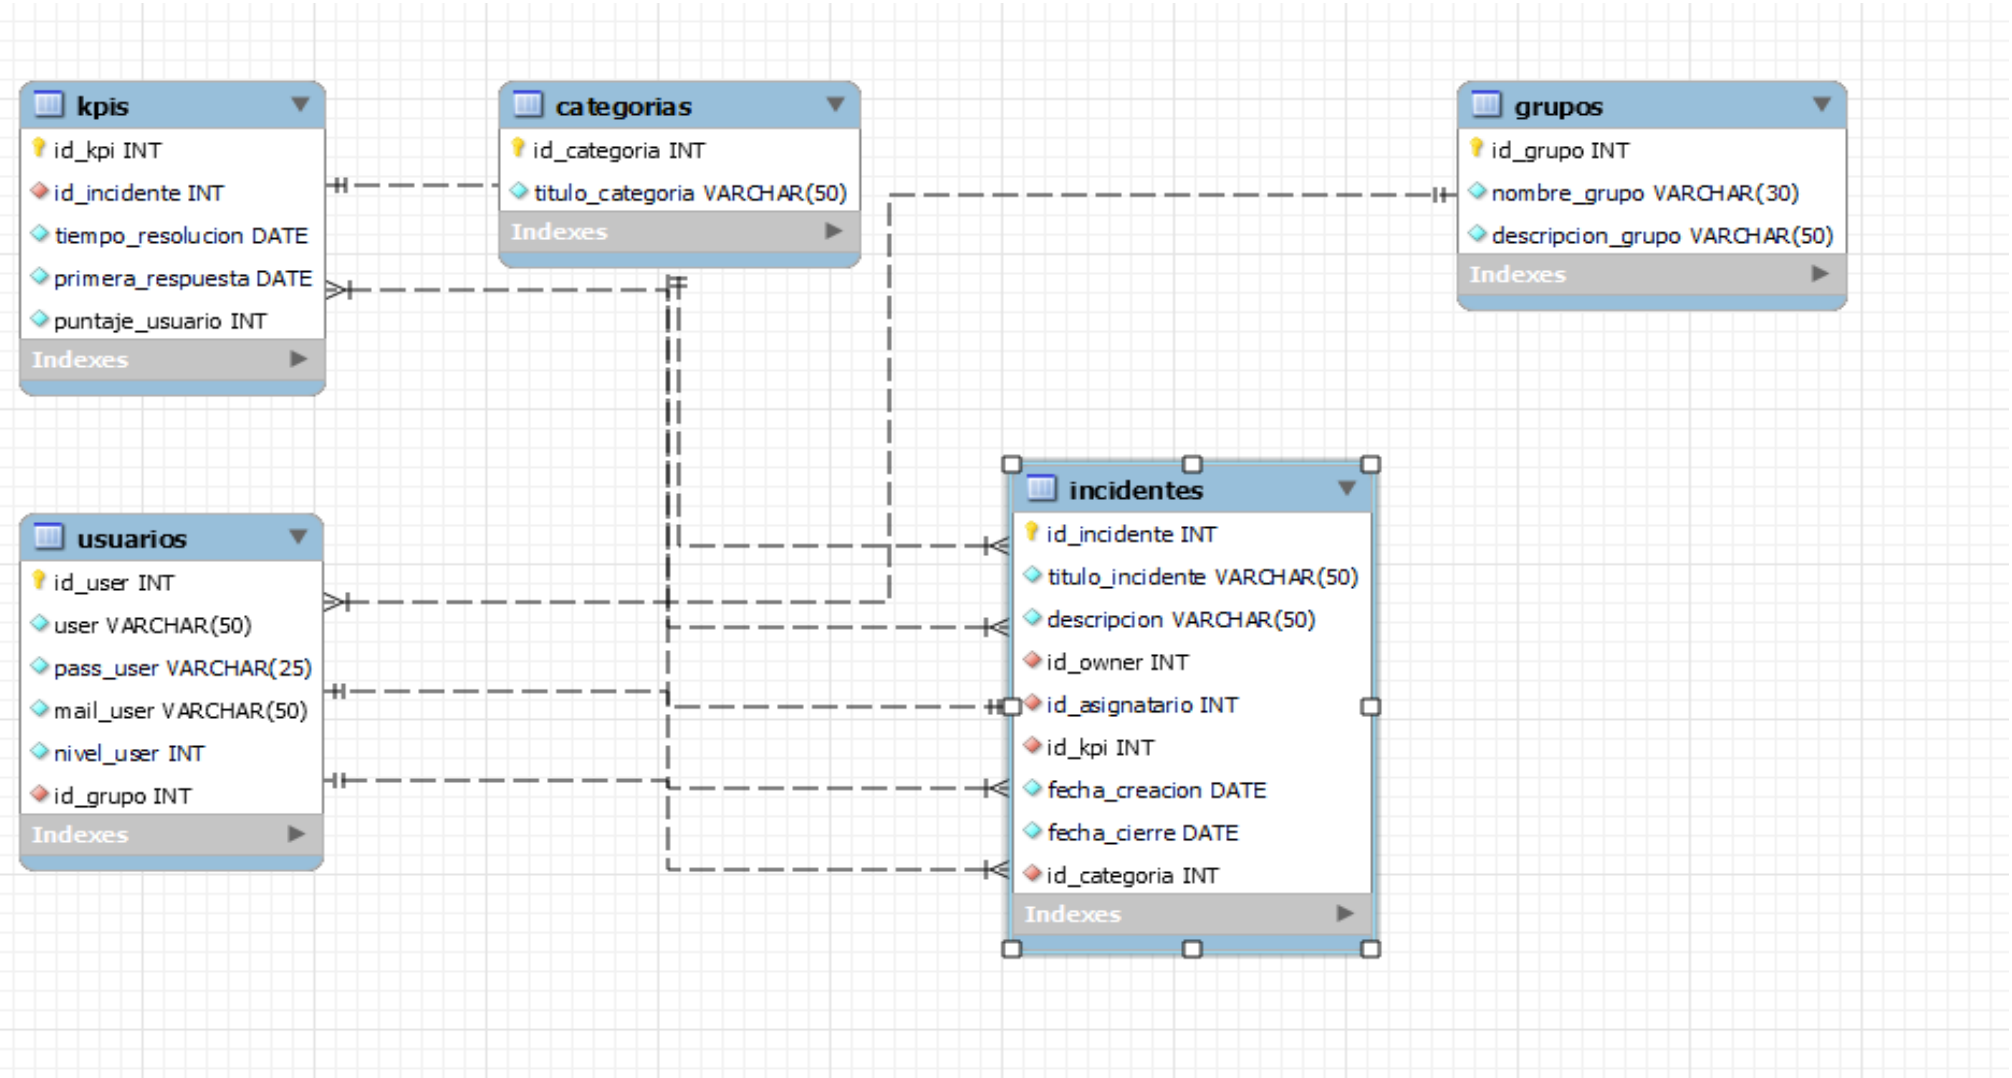 kpis
id_kpi INT
id_incidente INT
tiempo_resolucion DATE
primera_respuesta DATE
puntaje_usuario INT
Indexes
categorias
id_categoria INT
titulo_categoria VARCHAR(50)
Indexes
grupos
id_grupo INT
nombre_grupo VARCHAR(30)
descripcion_grupo VARCHAR(50)
Indexes
usuarios
id_user INT
user VARCHAR(50)
pass_user VARCHAR(25)
mail_user VARCHAR(50)
nivel_user INT
id_grupo INT
Indexes
incidentes
id_incidente INT
titulo_incidente VARCHAR(50)
descripcion VARCHAR(50)
id_owner INT
id_asignatario INT
id_kpi INT
fecha_creacion DATE
fecha_cierre DATE
id_categoria INT
Indexes